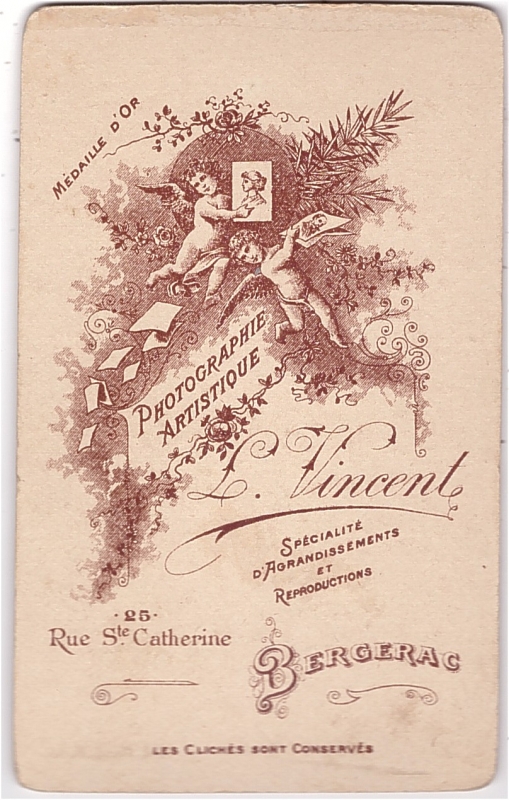 MÉDAILLE D'OR
PHOTOGRAPHIE
ARTISTIQUE
L. Vincent
SPÉCIALITÉ
D'AGRANDISSEMENTS
ET
REPRODUCTIONS
·25·
Rue Ste Catherine
BERGERAC
LES CLICHÉS SONT CONSERVÉS